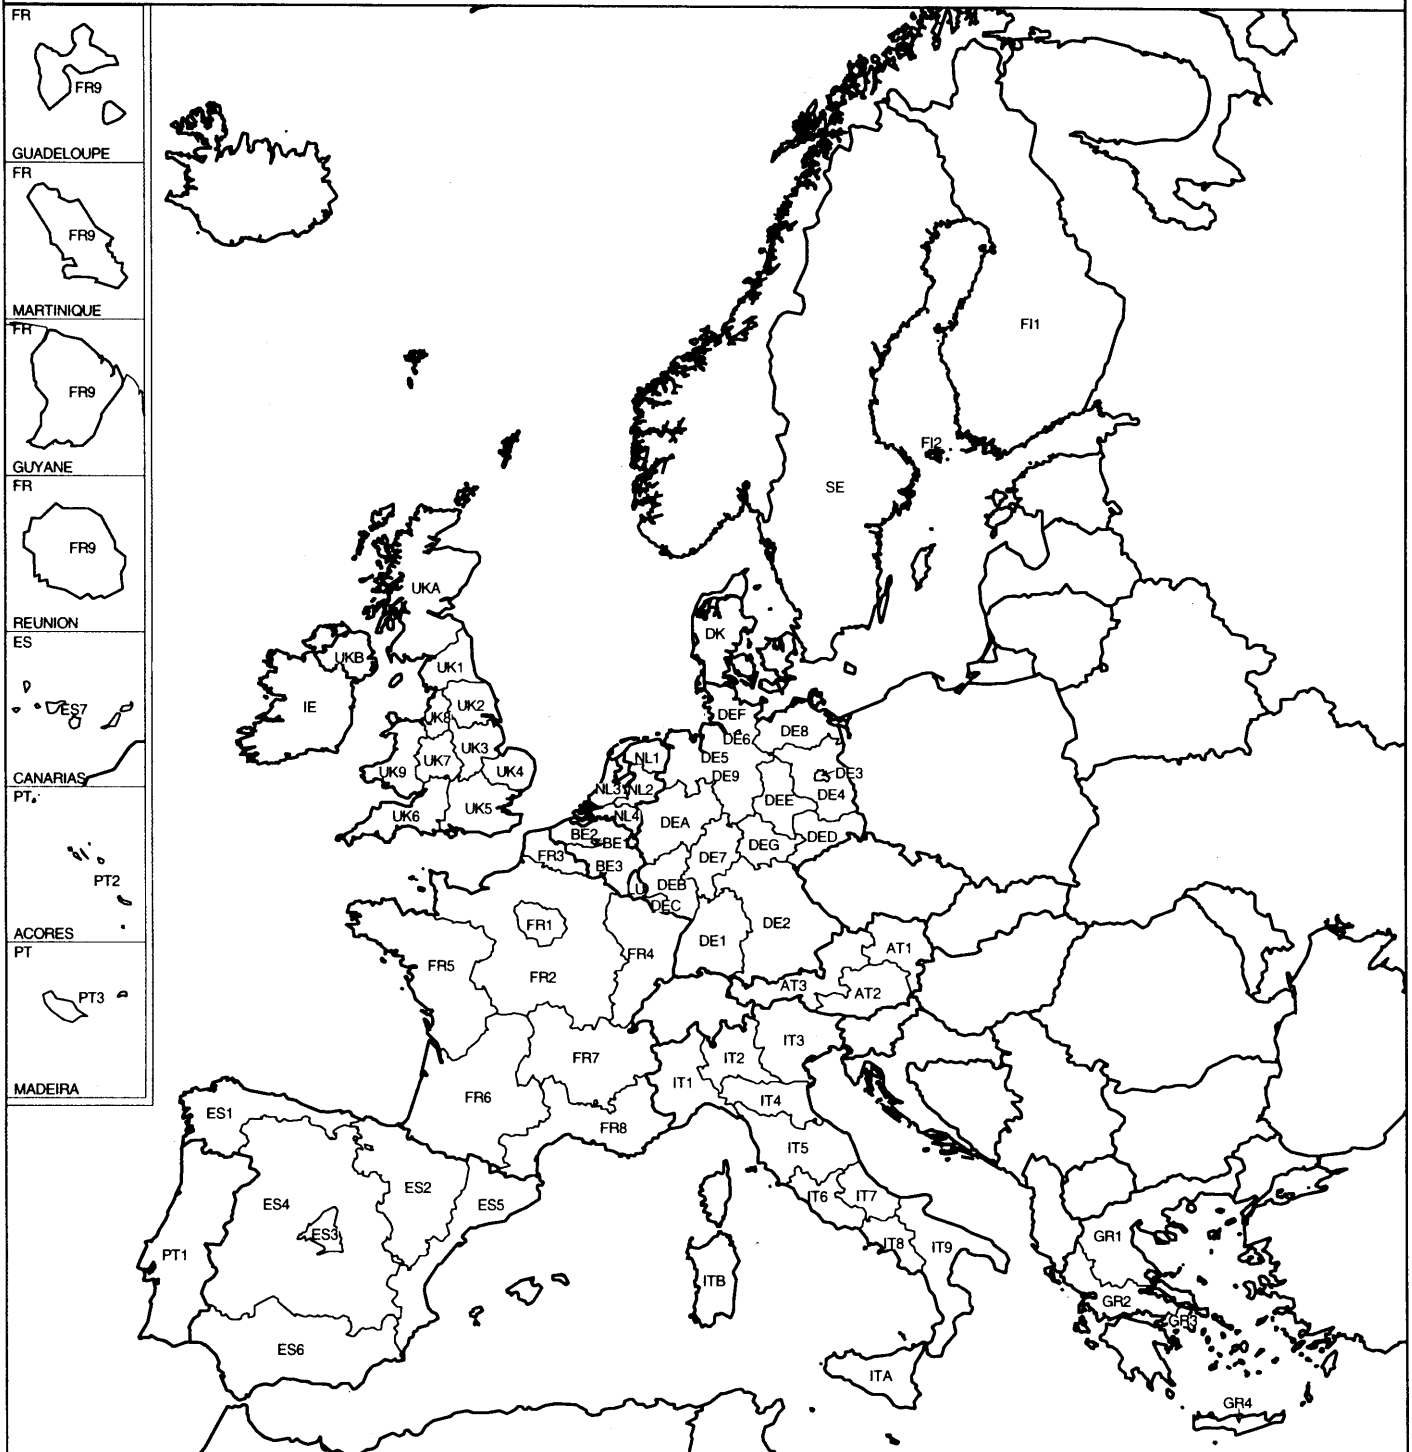 FR
FR9
GUADELOUPE
FR
FR9
MARTINIQUE
FR
FR9
GUYANE
FR
FR9
REUNION
ES
ES7
CANARIAS
PT
PT2
ACORES
PT
PT3
MADEIRA
FI1
FI2
SE
UKA
DK
UKB
UK1
IE
UK2
UK8
DEF
DE6
DE8
UK3
UK7
NL1
DE5
UK9
UK4
DE9
DE3
NL3
NL2
DEE
DE4
UK6
UK5
NL4
DEA
BE2
BE1
DEG
DED
FR3
BE3
DE7
LU
DEB
DEC
FR1
DE2
DE1
AT1
FR5
FR4
FR2
AT3
AT2
IT3
FR7
IT2
IT1
FR6
IT4
ES1
FR8
IT5
ES2
IT6
IT7
ES4
ES5
ES3
GR1
PT1
IT8
IT9
ITB
GR2
GR3
ES6
ITA
GR4